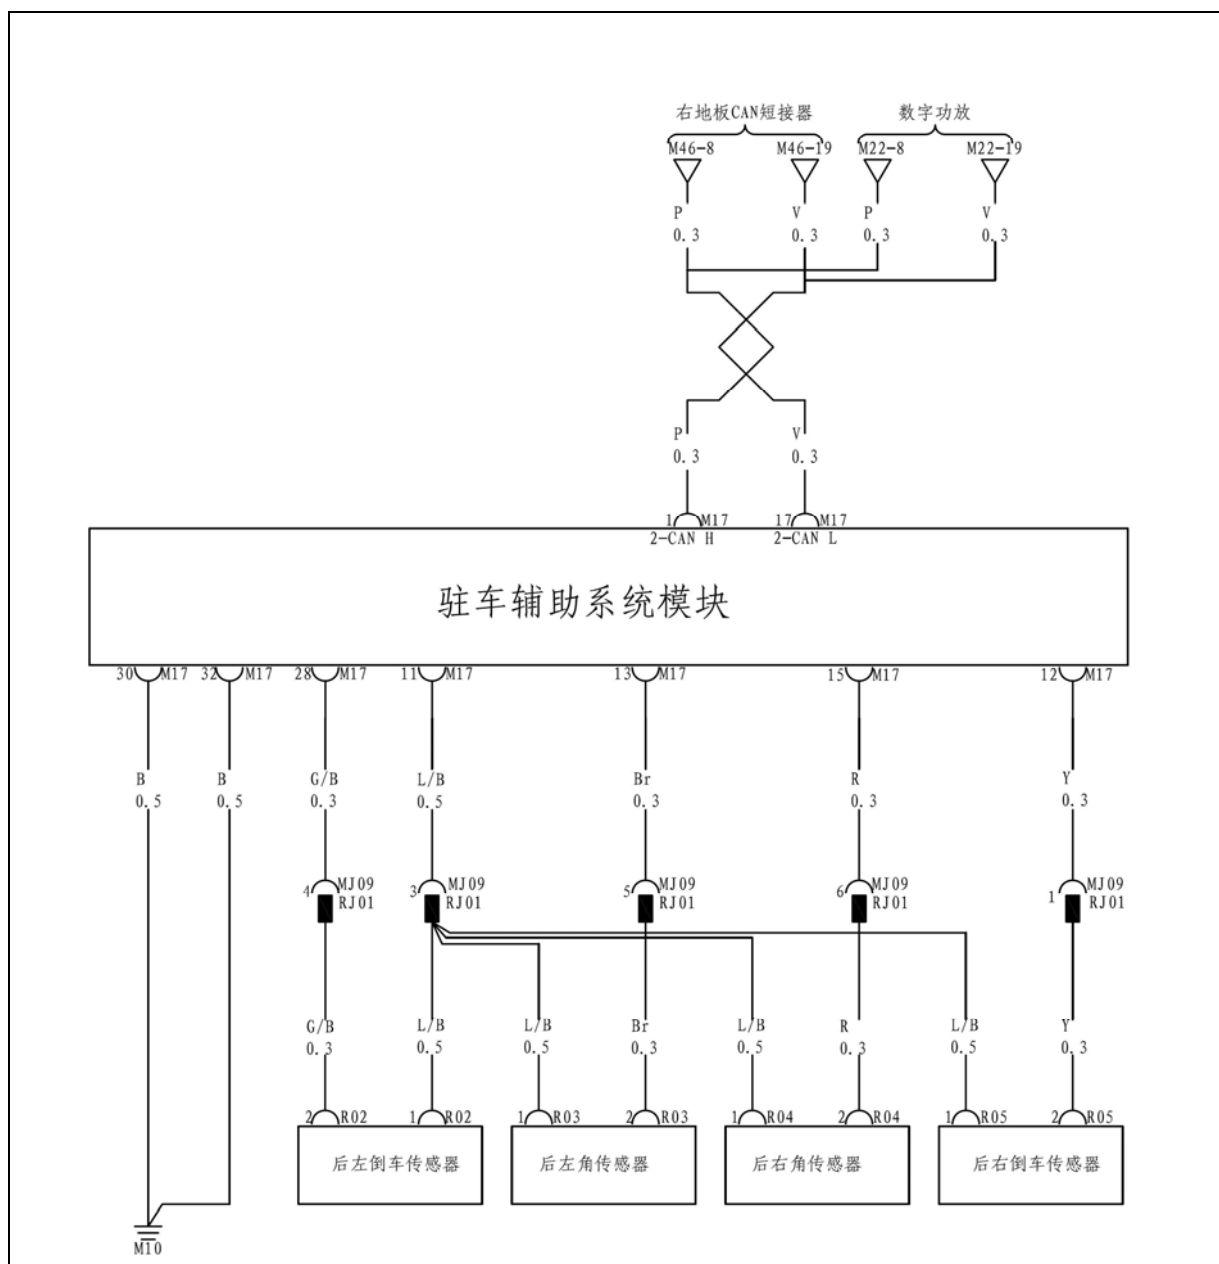 右地板CAN短接器 数字功放
M46-8 M46-19 M22-8 M22-19
P V P V
0.3 0.3 0.3 0.3
P V
0.3 0.3
1 M17 17 M17
2-CAN H 2-CAN L
驻车辅助系统模块
30 M17 32 M17 28 M17 11 M17 13 M17 15 M17 12 M17
B B G/B L/B Br R Y
0.5 0.5 0.3 0.5 0.3 0.3 0.3
4 MJ09 3 MJ09 5 MJ09 6 MJ09 1 MJ09
RJ01 RJ01 RJ01 RJ01 RJ01
G/B L/B L/B Br L/B R L/B Y
0.3 0.5 0.5 0.3 0.5 0.3 0.5 0.3
2 R02 1 R02 1 R03 2 R03 1 R04 2 R04 1 R05 2 R05
后左倒车传感器 后左角传感器 后右角传感器 后右倒车传感器
M10